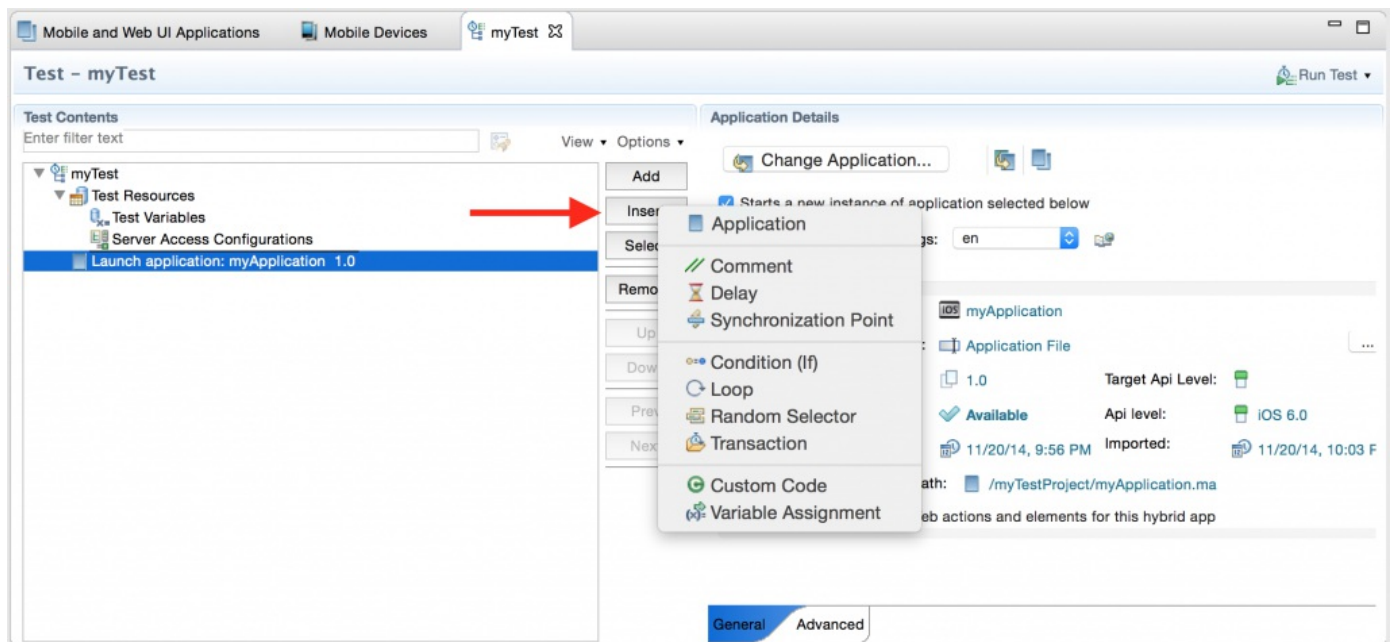 Mobile and Web UI Applications Mobile Devices myTest
Test – myTest Run Test
Test Contents Application Details
Enter filter text View Options
Add Change Application...
myTest
Test Resources
Test Variables
Server Access Configurations
Launch application: myApplication 1.0
Inser
Selec
Remo
Up
Dow
Prev
Nex
Starts a new instance of application selected below
gs: en
Application
Comment
Delay
Synchronization Point
Condition (If)
Loop
Random Selector
Transaction
Custom Code
Variable Assignment
iOS myApplication
: Application File ...
1.0 Target Api Level:
Available Api level: iOS 6.0
11/20/14, 9:56 PM Imported: 11/20/14, 10:03 P
ath: /myTestProject/myApplication.ma
eb actions and elements for this hybrid app
General Advanced